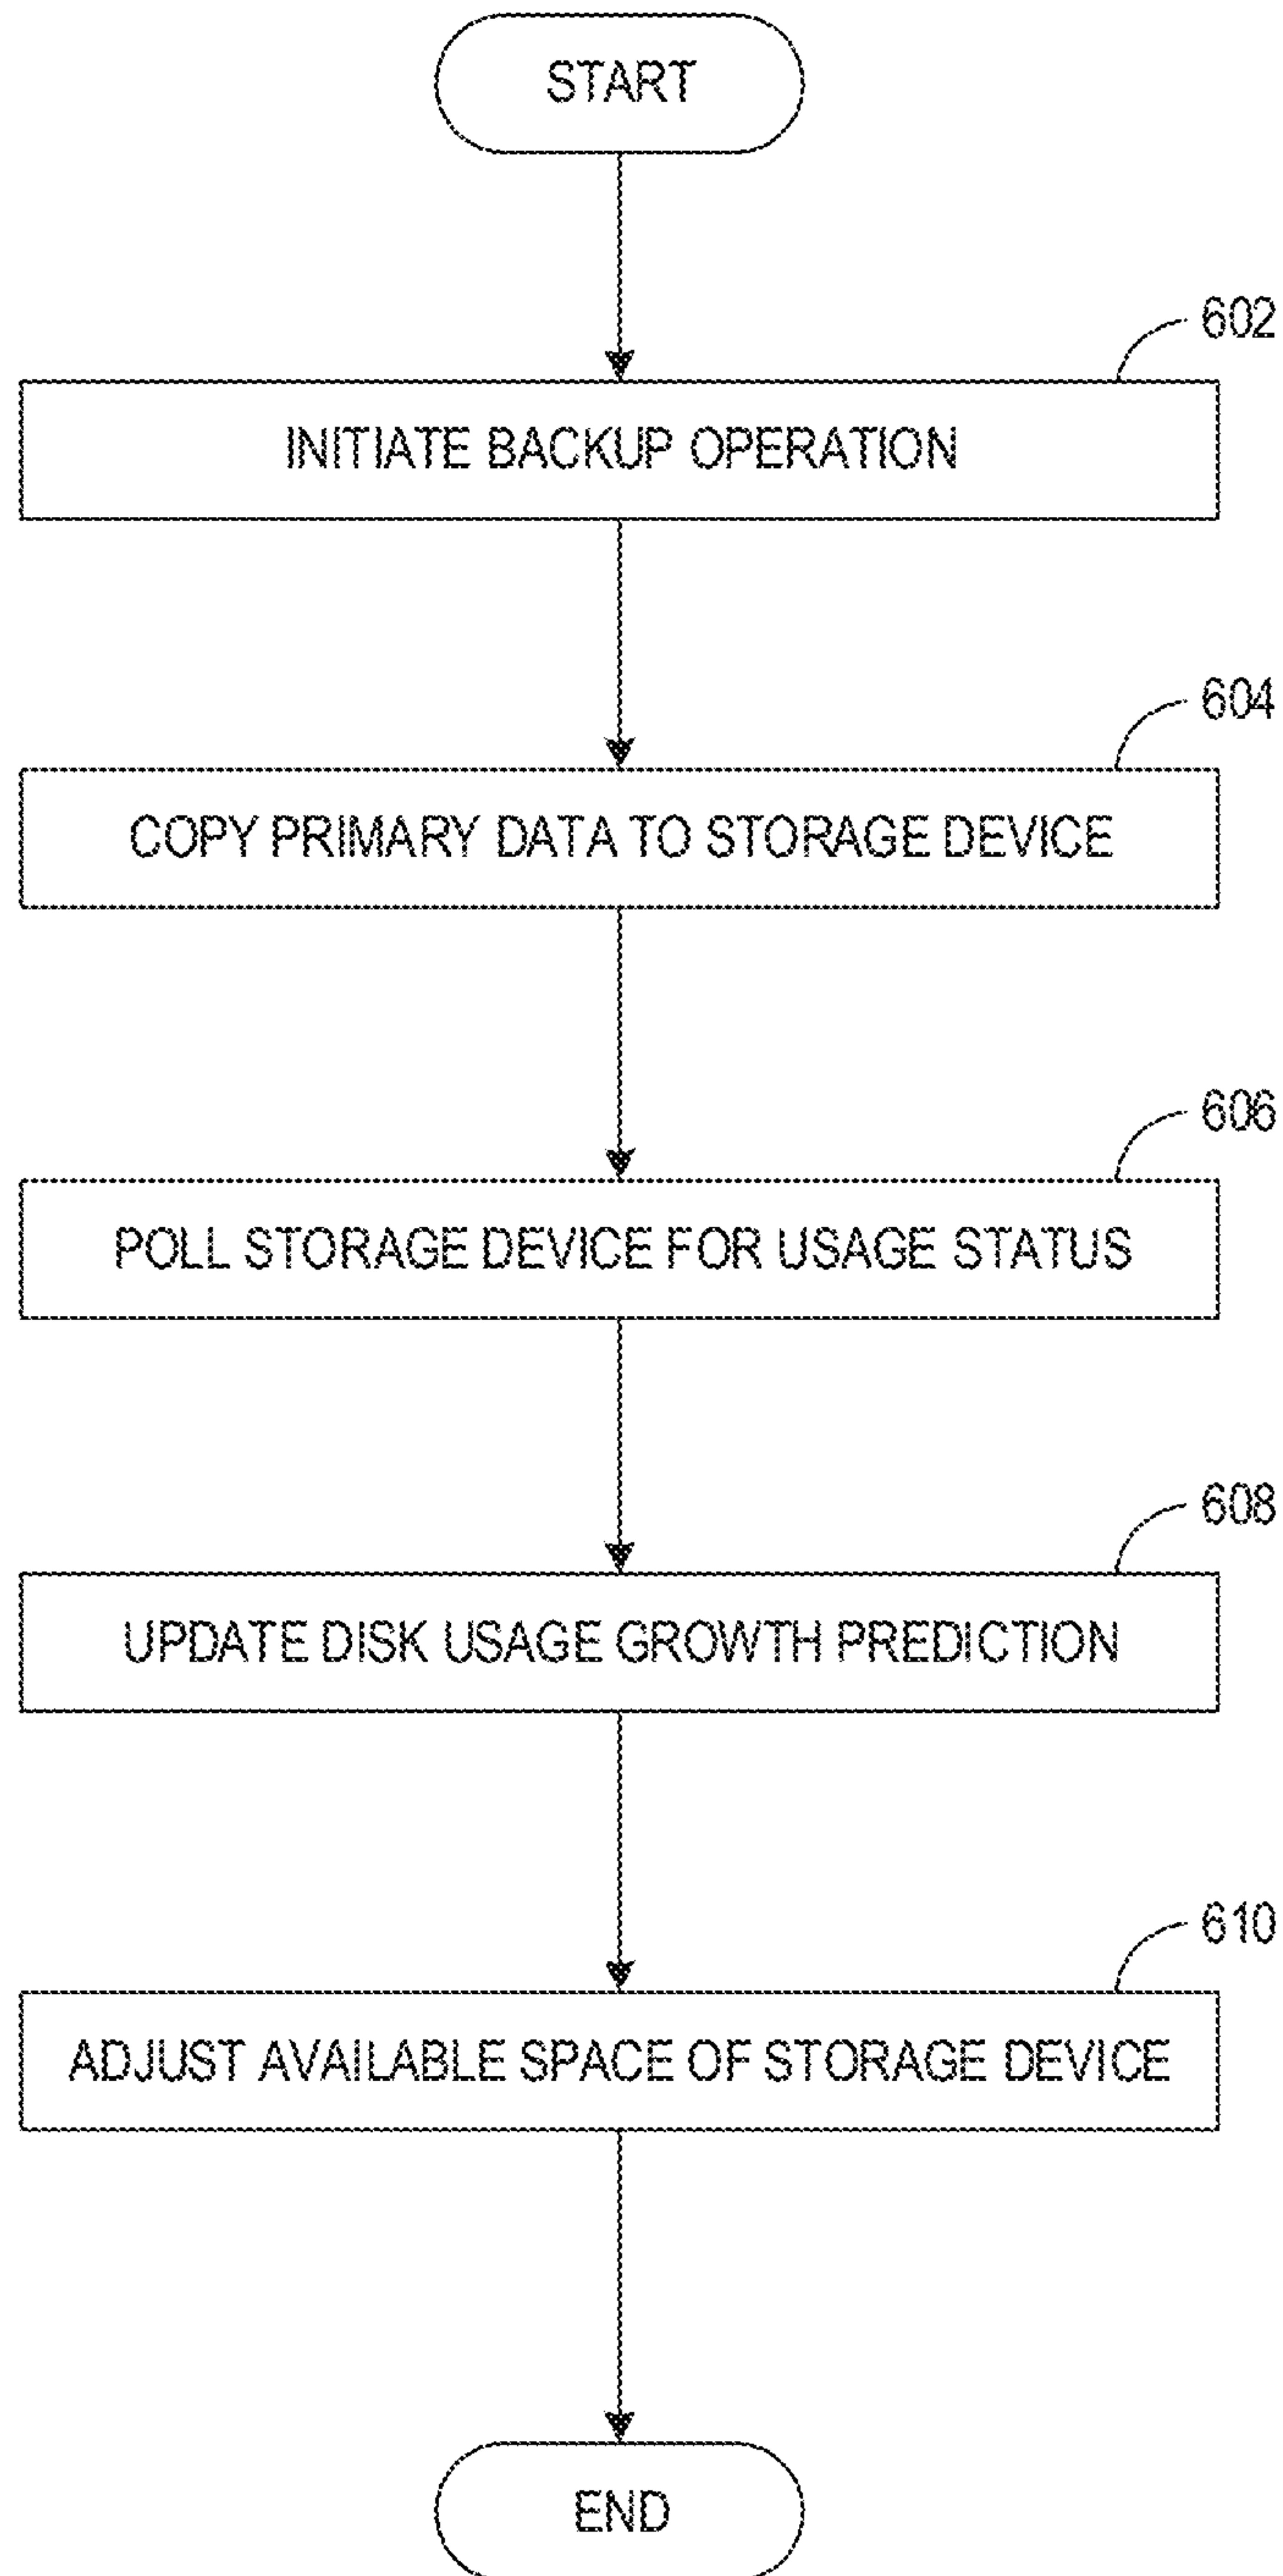 START
602
INITIATE BACKUP OPERATION
604
COPY PRIMARY DATA TO STORAGE DEVICE
606
POLL STORAGE DEVICE FOR USAGE STATUS
608
UPDATE DISK USAGE GROWTH PREDICTION
610
ADJUST AVAILABLE SPACE OF STORAGE DEVICE
END